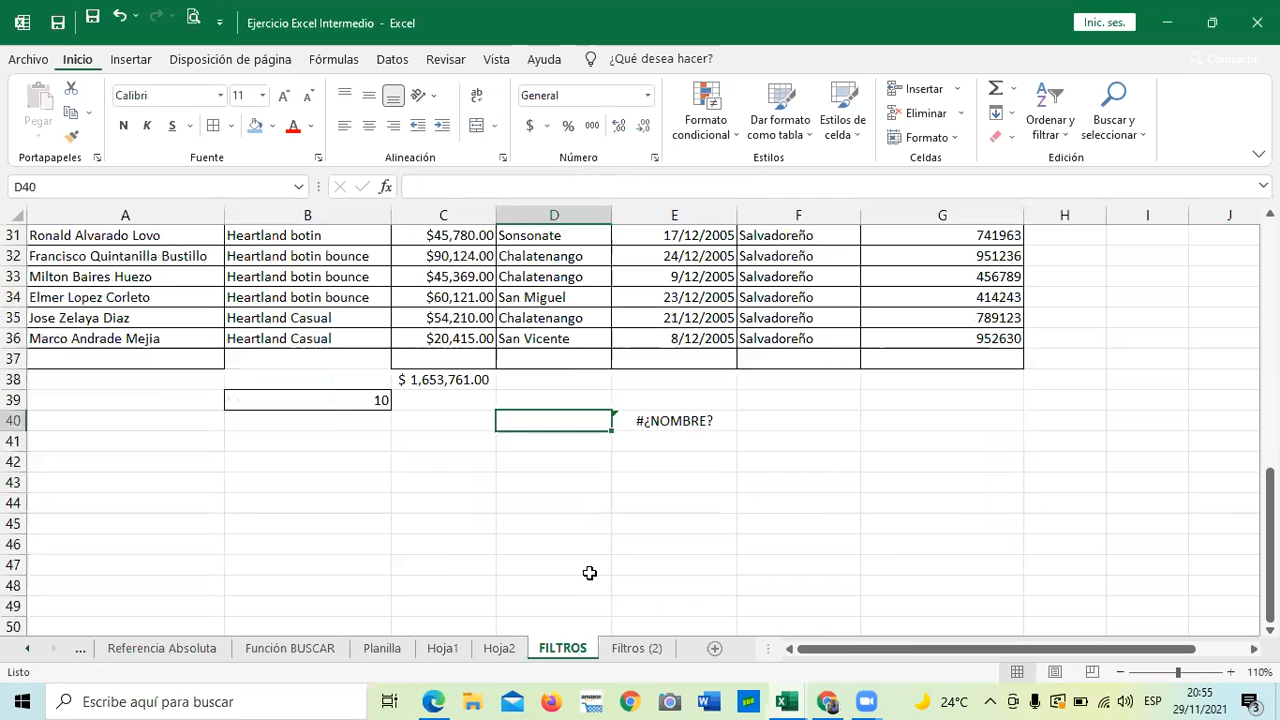 Ejercicio Excel Intermedio - Excel
Inic. ses.
Archivo Inicio Insertar Disposición de página Fórmulas Datos Revisar Vista Ayuda ¿Qué desea hacer? Compartir
Pegar
Portapapeles
Calibri 11
N K S
Fuente
Alineación
General
$ % 000
Número
Formato condicional
Dar formato como tabla
Estilos de celda
Estilos
Insertar
Eliminar
Formato
Celdas
Ordenar y filtrar
Buscar y seleccionar
Edición
D40 fx
A B C D E F G H I J
31 Ronald Alvarado Lovo Heartland botin $45,780.00 Sonsonate 17/12/2005 Salvadoreño 741963
32 Francisco Quintanilla Bustillo Heartland botin bounce $90,124.00 Chalatenango 24/12/2005 Salvadoreño 951236
33 Milton Baires Huezo Heartland botin bounce $45,369.00 Chalatenango 9/12/2005 Salvadoreño 456789
34 Elmer Lopez Corleto Heartland botin bounce $60,121.00 San Miguel 23/12/2005 Salvadoreño 414243
35 Jose Zelaya Diaz Heartland Casual $54,210.00 Chalatenango 21/12/2005 Salvadoreño 789123
36 Marco Andrade Mejia Heartland Casual $20,415.00 San Vicente 8/12/2005 Salvadoreño 952630
37
38 $ 1,653,761.00
39 10
40 #¿NOMBRE?
41
42
43
44
45
46
47
48
49
50
... Referencia Absoluta Función BUSCAR Planilla Hoja1 Hoja2 FILTROS Filtros (2)
Listo 110%
Escribe aquí para buscar
amazon
24°C
ESP
20:55
29/11/2021
3